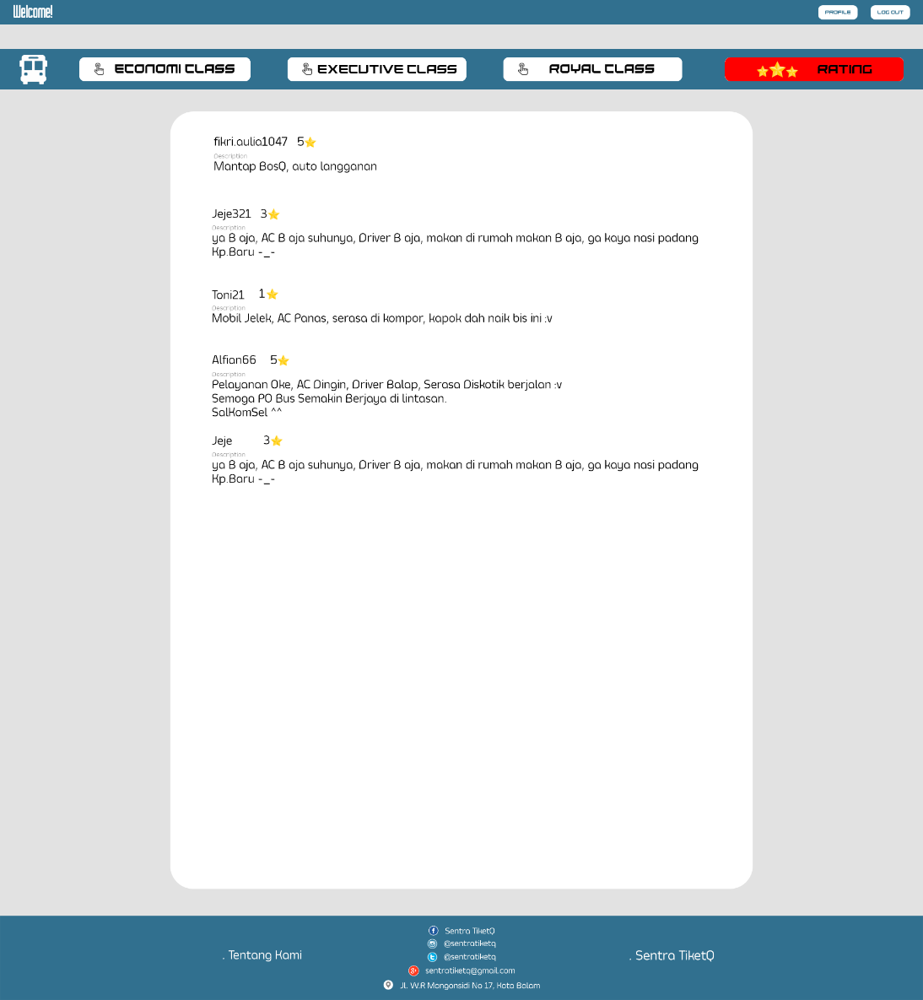 Welcome!
PROFILE
LOG OUT
ECONOMI CLASS
EXECUTIVE CLASS
ROYAL CLASS
RATING
fikri.aulia1047 5
Description
Mantap BosQ, auto langganan
Jeje321 3
Description
ya B aja, AC B aja suhunya, Driver B aja, makan di rumah makan B aja, ga kaya nasi padang
Kp.Baru -_-
Toni21 1
Description
Mobil Jelek, AC Panas, serasa di kompor, kapok dah naik bis ini :v
Alfian66 5
Description
Pelayanan Oke, AC Dingin, Driver Balap, Serasa Diskotik berjalan :v
Semoga PO Bus Semakin Berjaya di lintasan.
SalKomSel ^^
Jeje 3
Description
ya B aja, AC B aja suhunya, Driver B aja, makan di rumah makan B aja, ga kaya nasi padang
Kp.Baru -_-
. Tentang Kami
Sentra TiketQ
@sentratiketq
@sentratiketq
sentratiketq@gmail.com
Jl. W.R Mongonsidi No 17, Kota Balam
. Sentra TiketQ